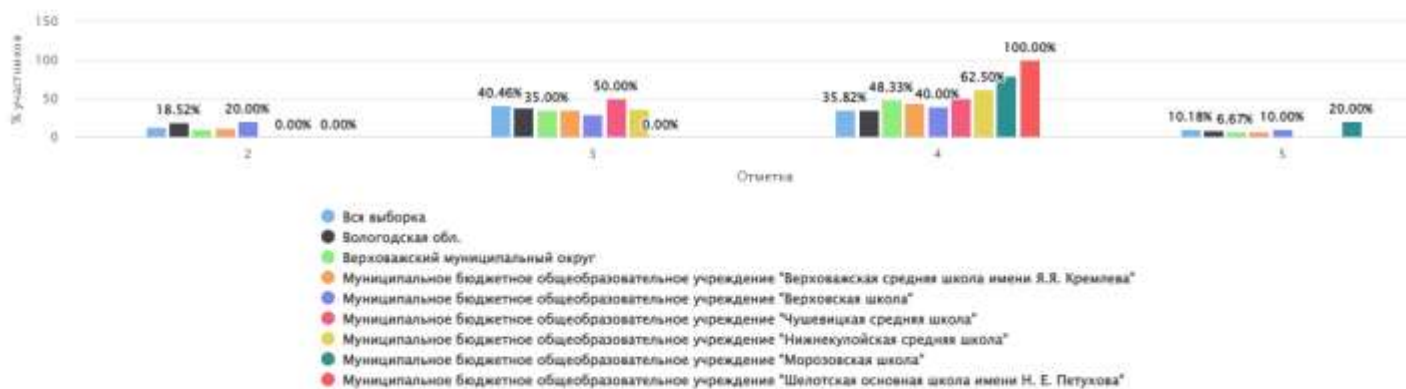 150
100.00%
100
62.50%
50.00%
48.33%
40.46%
35.82%
40.00%
35.00%
50
18.52%
20.00%
20.00%
10.18%
6.67%
10.00%
0.00%
0.00%
0.00%
0
% участников
2
3
4
5
Отметка
Вся выборка
Вологодская обл.
Верховажский муниципальный округ
Муниципальное бюджетное общеобразовательное учреждение "Верховажская средняя школа имени Я.Я. Кремлева"
Муниципальное бюджетное общеобразовательное учреждение "Верховская школа"
Муниципальное бюджетное общеобразовательное учреждение "Чушевицкая средняя школа"
Муниципальное бюджетное общеобразовательное учреждение "Нижнекулойская средняя школа"
Муниципальное бюджетное общеобразовательное учреждение "Морозовская школа"
Муниципальное бюджетное общеобразовательное учреждение "Шелотская основная школа имени Н. Е. Петухова"